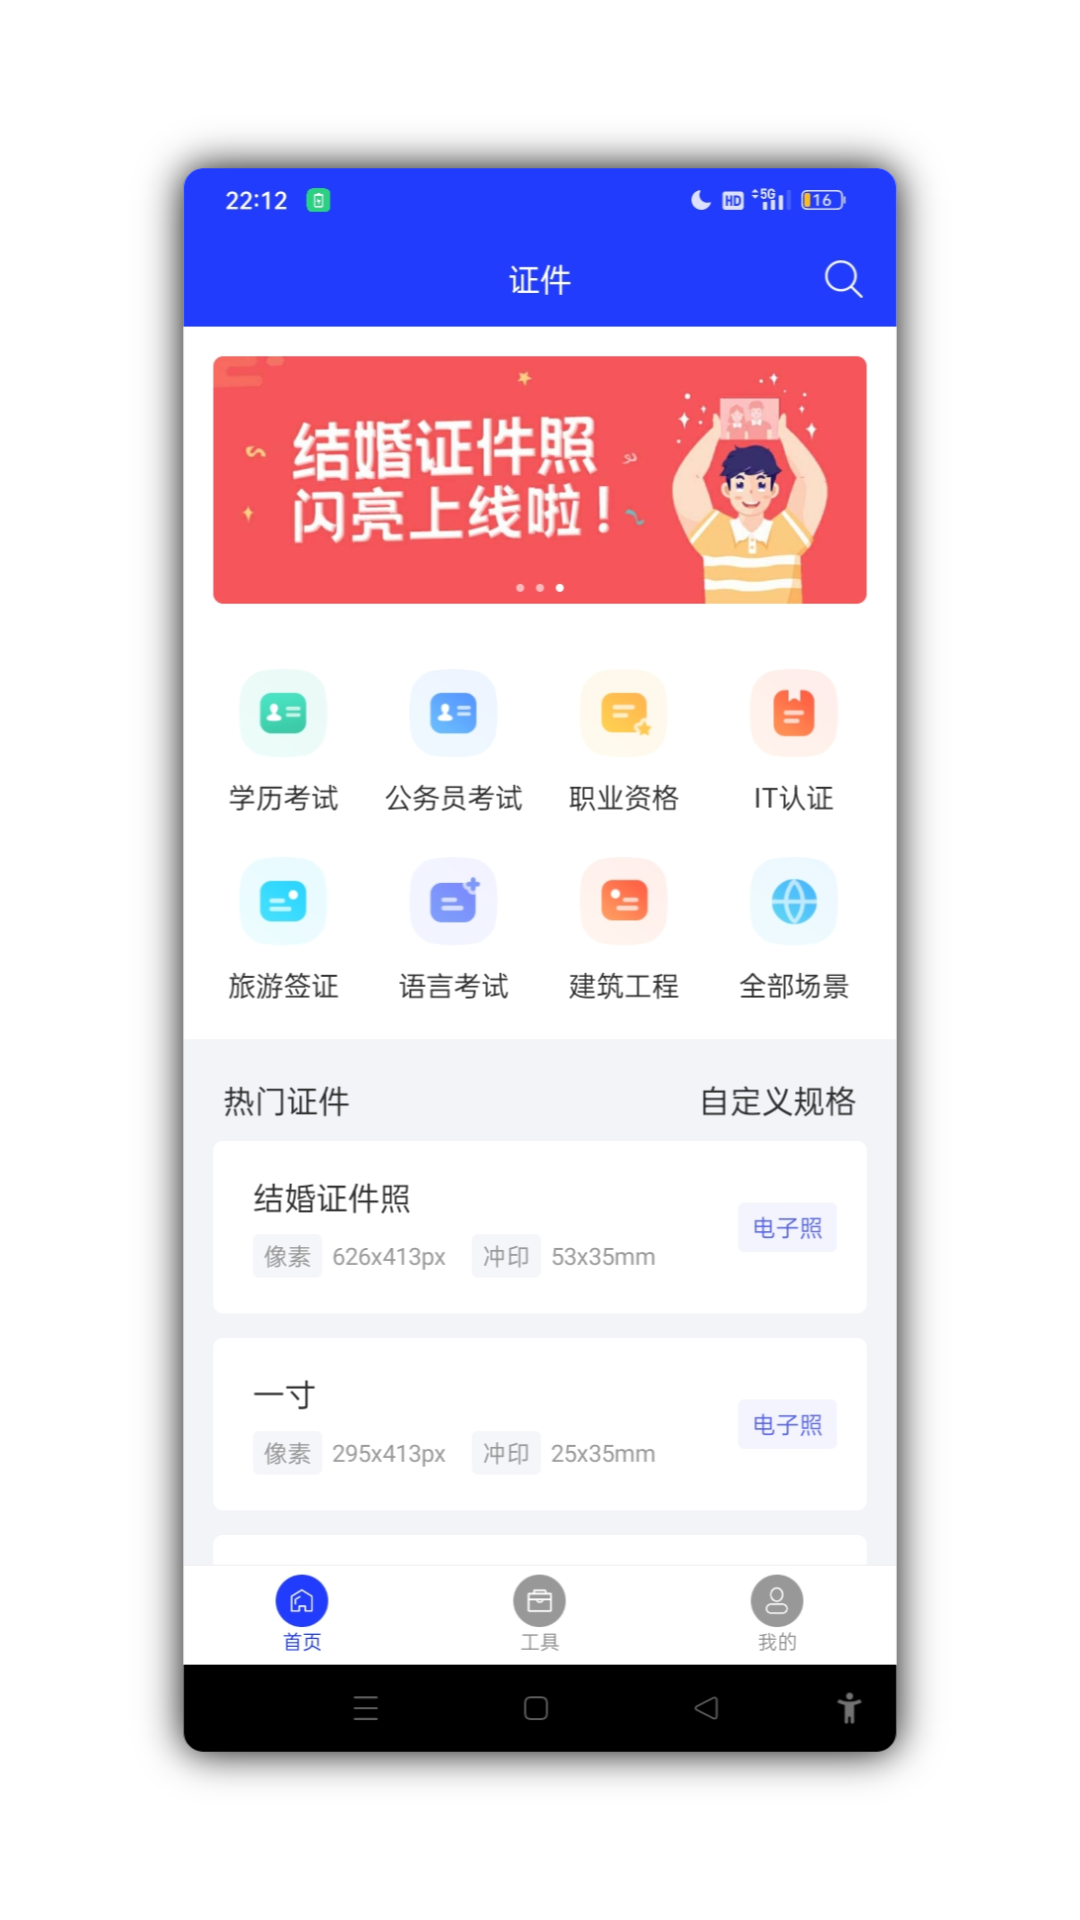 22:12
HD 5G 16
证件
结婚证件照
闪亮上线啦！
学历考试 公务员考试 职业资格 IT认证
旅游签证 语言考试 建筑工程 全部场景
热门证件 自定义规格
结婚证件照
电子照
像素 626x413px 冲印 53x35mm
一寸
电子照
像素 295x413px 冲印 25x35mm
首页 工具 我的